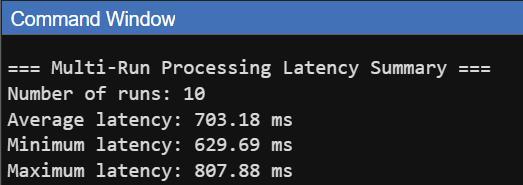 Command Window
=== Multi-Run Processing Latency Summary ===
Number of runs: 10
Average latency: 703.18 ms
Minimum latency: 629.69 ms
Maximum latency: 807.88 ms